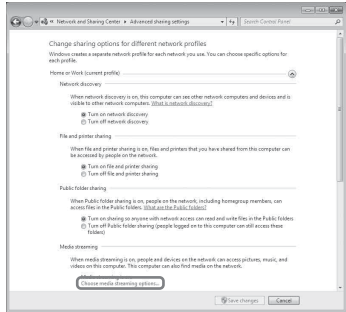 « Network and Sharing Center ▸ Advanced sharing settings
Search Control Panel
Change sharing options for different network profiles
Windows creates a separate network profile for each network you use. You can choose specific options for
each profile.
Home or Work (current profile)
Network discovery
When network discovery is on, this computer can see other network computers and devices and is
visible to other network computers. What is network discovery?
Turn on network discovery
Turn off network discovery
File and printer sharing
When file and printer sharing is on, files and printers that you have shared from this computer can
be accessed by people on the network.
Turn on file and printer sharing
Turn off file and printer sharing
Public folder sharing
When Public folder sharing is on, people on the network, including homegroup members, can
access files in the Public folders. What are the Public folders?
Turn on sharing so anyone with network access can read and write files in the Public folders
Turn off Public folder sharing (people logged on to this computer can still access these
folders)
Media streaming
When media streaming is on, people and devices on the network can access pictures, music, and
videos on this computer. This computer can also find media on the network.
Choose media streaming options...
Save changes
Cancel